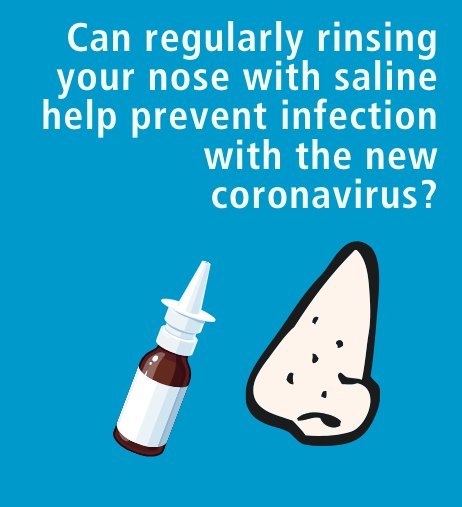 Can regularly rinsing
your nose with saline
help prevent infection
with the new
coronavirus?